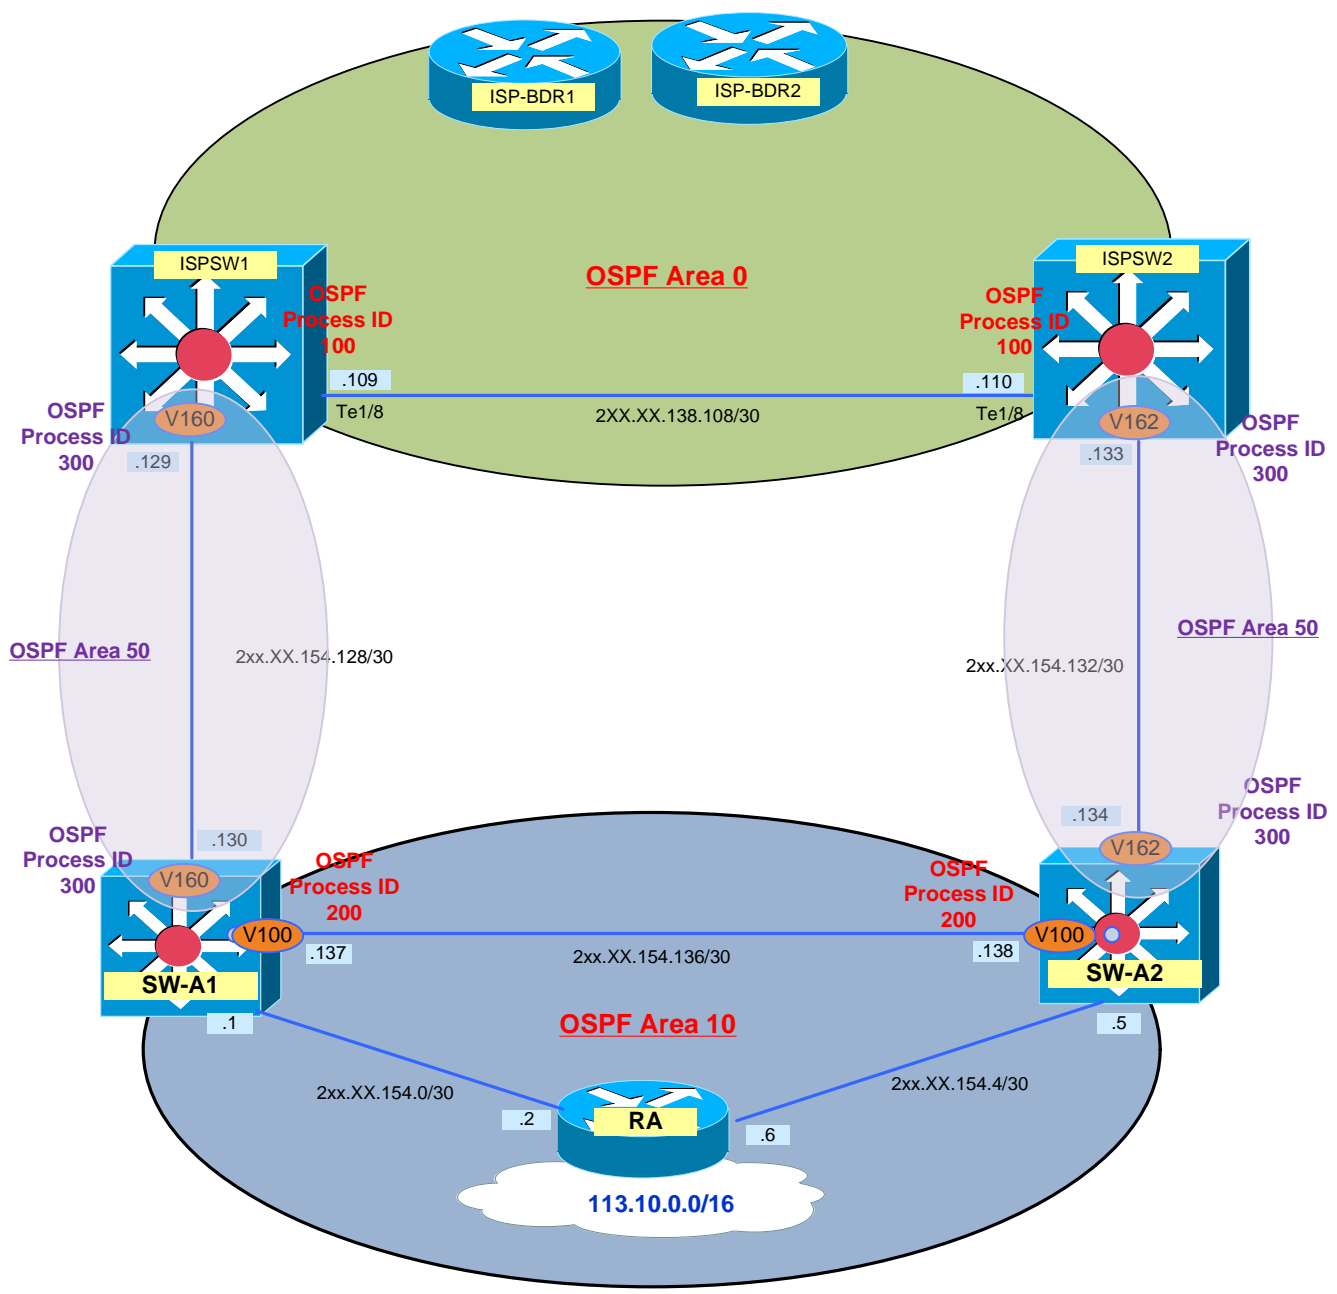 ISP-BDR1
ISP-BDR2
ISPSW1
ISPSW2
OSPF Area 0
OSPF
Process ID
100
OSPF
Process ID
100
.109
.110
Te1/8
2XX.XX.138.108/30
Te1/8
OSPF
Process ID
300
V160
.129
V162
.133
OSPF
Process ID
300
OSPF Area 50
2xx.XX.154.128/30
2xx.XX.154.132/30
OSPF Area 50
.130
.134
OSPF
Process ID
300
OSPF
Process ID
300
V160
V162
OSPF
Process ID
200
OSPF
Process ID
200
V100
.137
2xx.XX.154.136/30
.138
V100
SW-A1
SW-A2
.1
OSPF Area 10
.5
2xx.XX.154.0/30
2xx.XX.154.4/30
.2
RA
.6
113.10.0.0/16